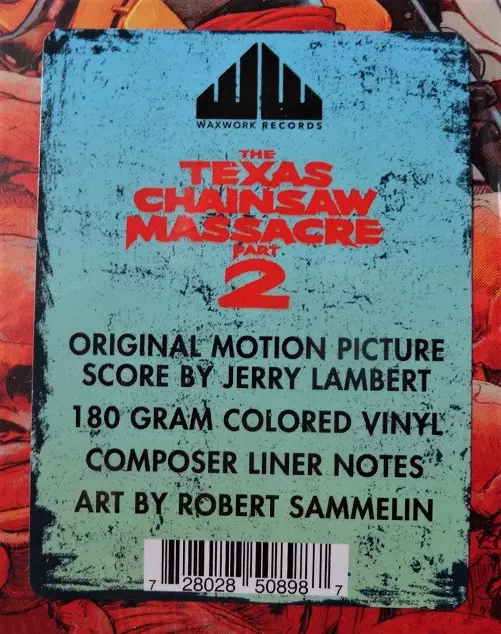 WAXWORK RECORDS
THE
TEXAS
CHAINSAW
MASSACRE
PART
2
ORIGINAL MOTION PICTURE
SCORE BY JERRY LAMBERT
180 GRAM COLORED VINYL
COMPOSER LINER NOTES
ART BY ROBERT SAMMELIN
7 28028 50898 7